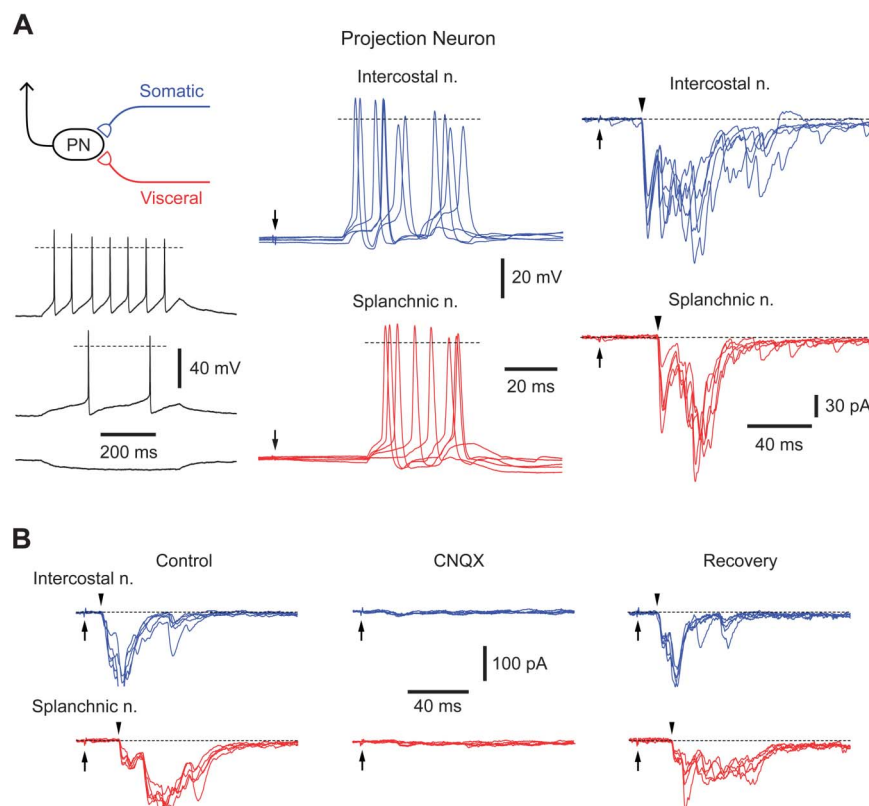 A
Projection Neuron
Somatic
PN
Visceral
40 mV
200 ms
Intercostal n.
20 mV
Splanchnic n.
20 ms
Intercostal n.
Splanchnic n.
30 pA
40 ms
B
Control
CNQX
Recovery
Intercostal n.
100 pA
40 ms
Splanchnic n.